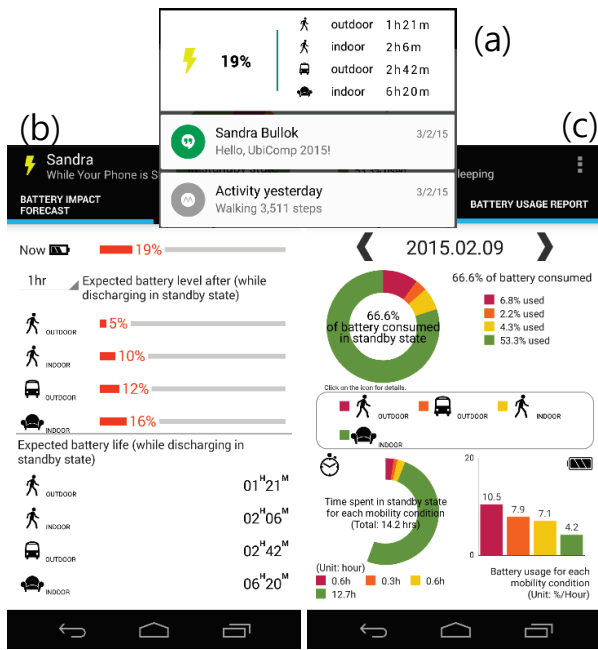 (a)
19%
outdoor 1h21m
indoor 2h6m
outdoor 2h42m
indoor 6h20m
Sandra Bullok 3/2/15
Hello, UbiComp 2015!
Activity yesterday 3/2/15
Walking 3,511 steps
(b)
Sandra
While Your Phone is S
BATTERY IMPACT
FORECAST
Now 19%
1hr Expected battery level after (while
discharging in standby state)
OUTDOOR 5%
INDOOR 10%
OUTDOOR 12%
INDOOR 16%
Expected battery life (while discharging in
standby state)
OUTDOOR 01H21M
INDOOR 02H06M
OUTDOOR 02H42M
INDOOR 06H20M
(c)
leeping
BATTERY USAGE REPORT
2015.02.09
66.6%
of battery consumed
in standby state
66.6% of battery consumed
6.8% used
2.2% used
4.3% used
53.3% used
Click on the icon for details.
OUTDOOR OUTDOOR INDOOR
INDOOR
Time spent in standby state
for each mobility condition
(Total: 14.2 hrs)
(Unit: hour)
0.6h 0.3h 0.6h
12.7h
20
10.5 7.9 7.1 4.2
0
Battery usage for each
mobility condition
(Unit: %/Hour)